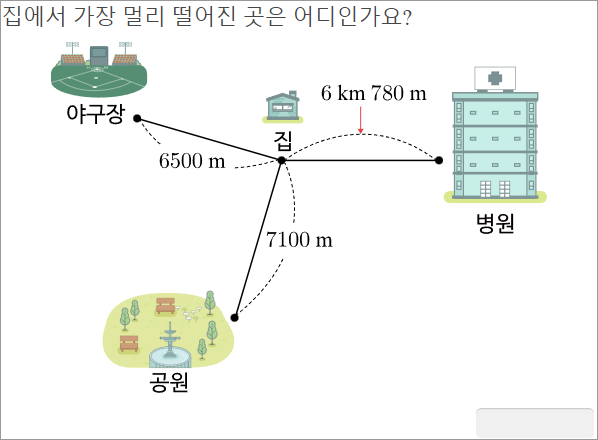 집에서 가장 멀리 떨어진 곳은 어디인가요?
6 km 780 m
야구장
집
6500 m
병원
7100 m
공원